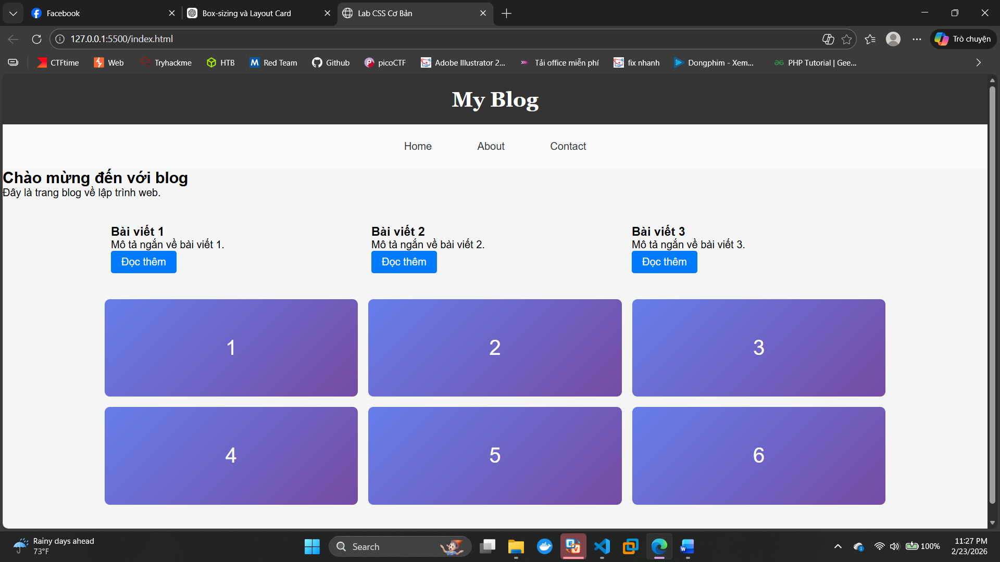 Facebook
Box-sizing và Layout Card
Lab CSS Cơ Bản
127.0.0.1:5500/index.html
Trò chuyện
CTFtime
Web
Tryhackme
HTB
Red Team
Github
picoCTF
Adobe Illustrator 2...
Tải office miễn phí
fix nhanh
Dongphim - Xem...
PHP Tutorial | Gee...
My Blog
Home
About
Contact
Chào mừng đến với blog
Đây là trang blog về lập trình web.
Bài viết 1
Mô tả ngắn về bài viết 1.
Đọc thêm
Bài viết 2
Mô tả ngắn về bài viết 2.
Đọc thêm
Bài viết 3
Mô tả ngắn về bài viết 3.
Đọc thêm
1
2
3
4
5
6
Rainy days ahead
73°F
Search
100%
11:27 PM
2/23/2026